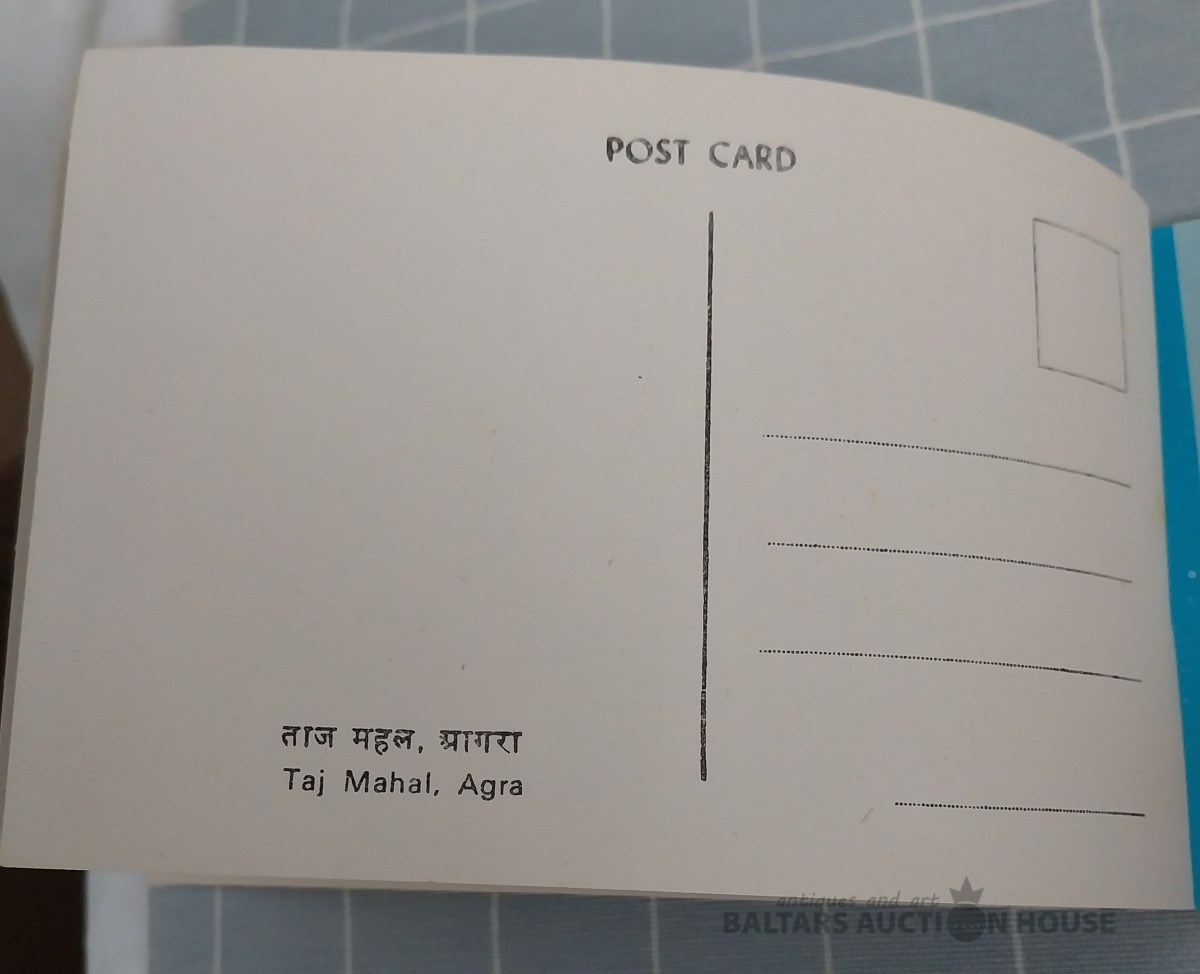 POST CARD
ताज महल, आगरा
Taj Mahal, Agra
antiques and art
BALTARS AUCTION HOUSE